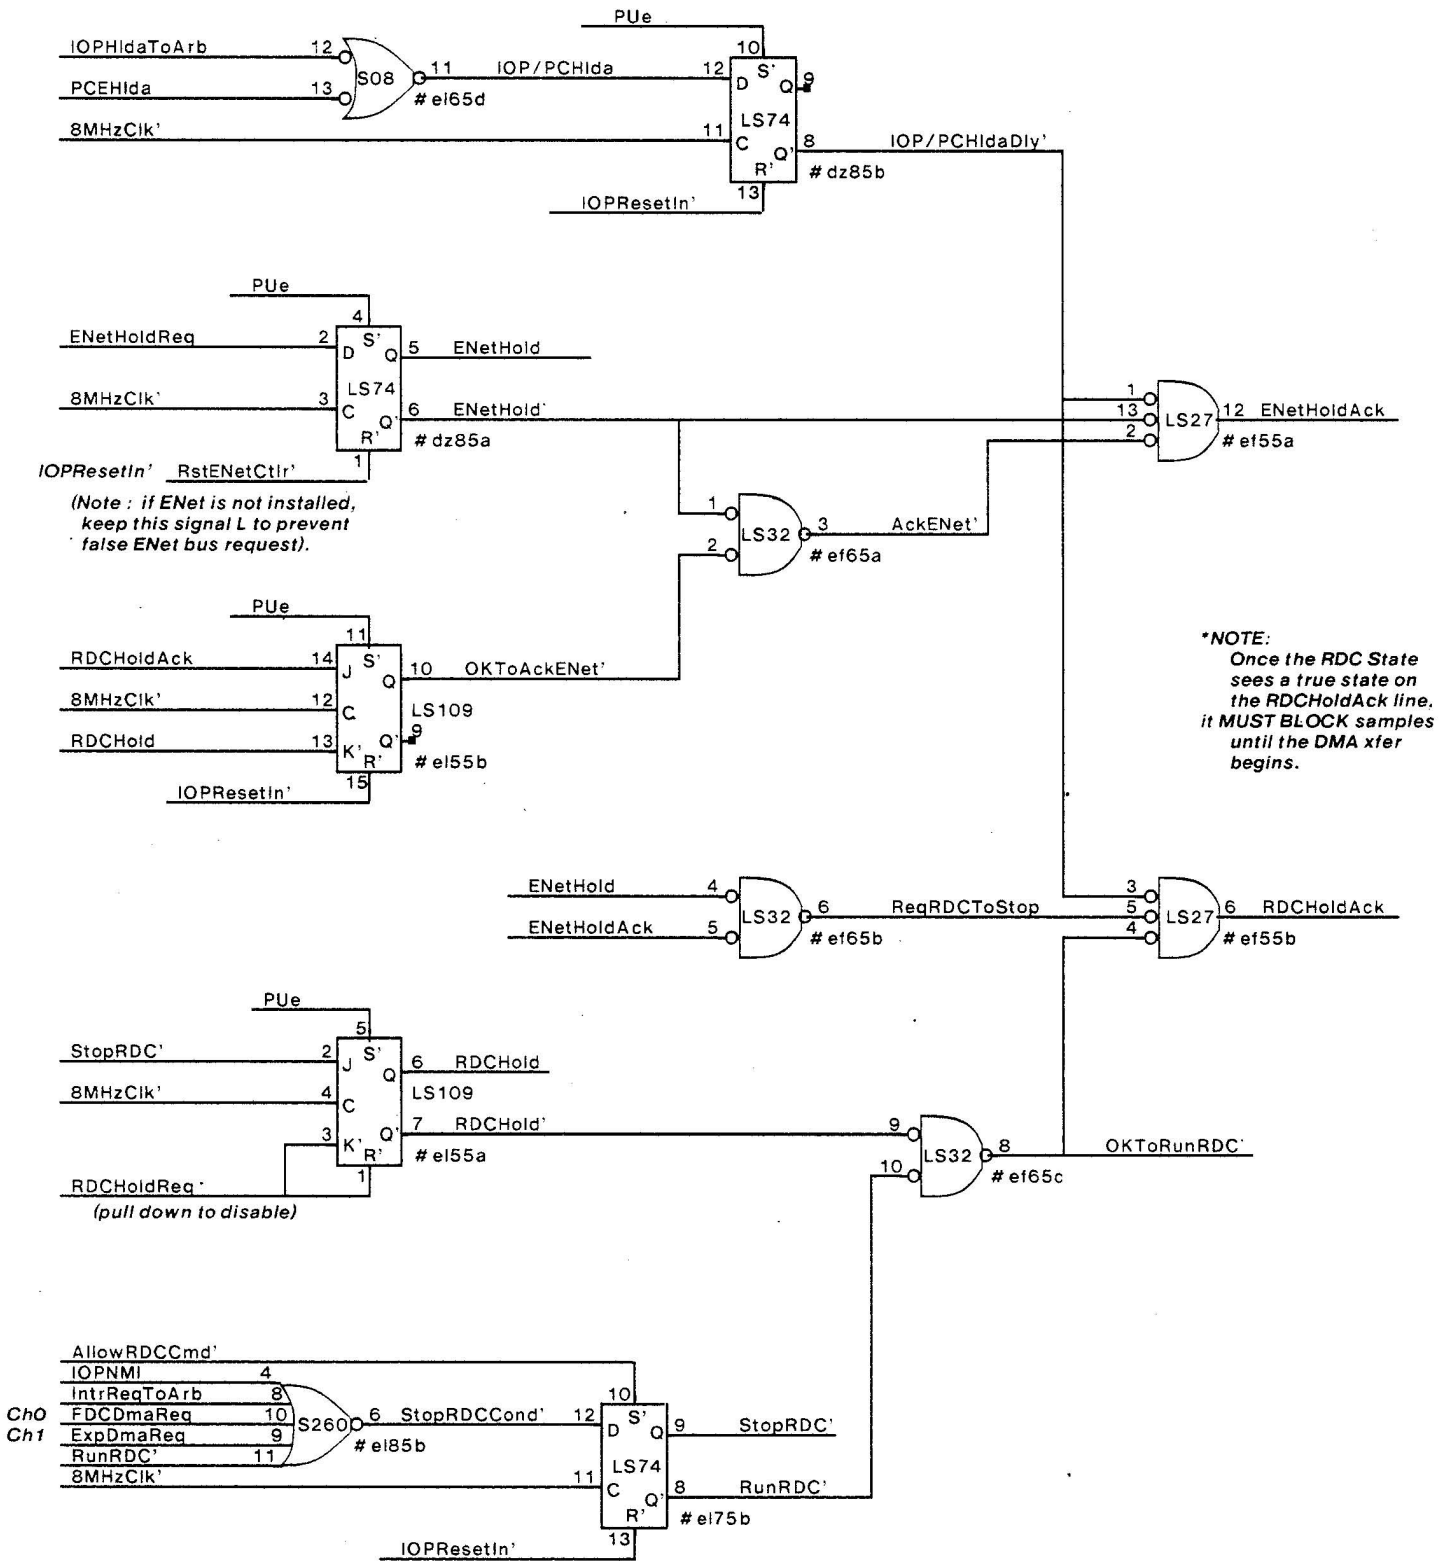 PUe
IOPHldaToArb 12
S08
11 IOP/PCHlda 12
10
S'
D
Q
9
PCEHlda 13
# el65d
LS74
8MHzClk' 11
C
Q'
8 IOP/PCHldaDly'
R'
# dz85b
13
IOPResetIn'
PUe
4
ENetHoldReq 2
S'
D
Q
5 ENetHold
LS74
8MHzClk' 3
C
Q'
6 ENetHold'
R'
# dz85a
1
IOPResetIn' RstENetCtlr'
(Note : if ENet is not installed,
keep this signal L to prevent
false ENet bus request).
1
13
2
LS27
12 ENetHoldAck
# ef55a
1
2
LS32
3 AckENet'
# ef65a
PUe
11
RDCHoldAck 14
S'
J
Q
10 OKToAckENet'
8MHzClk' 12
C
LS109
RDCHold 13
K'
Q'
9
R'
# el55b
15
IOPResetIn'
*NOTE:
Once the RDC State
sees a true state on
the RDCHoldAck line,
it MUST BLOCK samples
until the DMA xfer
begins.
ENetHold 4
ENetHoldAck 5
LS32
6 ReqRDCToStop
# ef65b
3
5
4
LS27
6 RDCHoldAck
# ef55b
PUe
5
StopRDC' 2
S'
J
Q
6 RDCHold
8MHzClk' 4
C
LS109
3
K'
Q'
7 RDCHold'
R'
# el55a
1
RDCHoldReq
(pull down to disable)
9
10
LS32
8 OKToRunRDC'
# ef65c
AllowRDCCmd'
IOPNMI 4
IntrReqToArb 8
Ch0 FDCDmaReq 10
Ch1 ExpDmaReq 9
RunRDC' 11
S260
6 StopRDCCond' 12
# el85b
10
S'
D
Q
9 StopRDC'
LS74
8MHzClk' 11
C
Q'
8 RunRDC'
R'
# el75b
13
IOPResetIn'